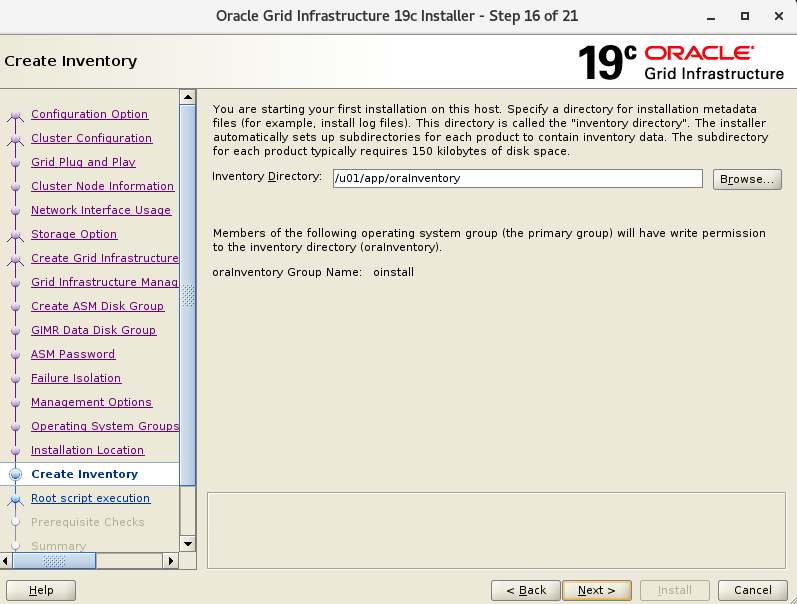 Oracle Grid Infrastructure 19c Installer - Step 16 of 21
Create Inventory
19c ORACLE
Grid Infrastructure
Configuration Option
Cluster Configuration
Grid Plug and Play
Cluster Node Information
Network Interface Usage
Storage Option
Create Grid Infrastructure
Grid Infrastructure Manag
Create ASM Disk Group
GIMR Data Disk Group
ASM Password
Failure Isolation
Management Options
Operating System Groups
Installation Location
Create Inventory
Root script execution
Prerequisite Checks
Summary
You are starting your first installation on this host. Specify a directory for installation metadata
files (for example, install log files). This directory is called the "inventory directory". The installer
automatically sets up subdirectories for each product to contain inventory data. The subdirectory
for each product typically requires 150 kilobytes of disk space.
Inventory Directory: /u01/app/oraInventory Browse...
Members of the following operating system group (the primary group) will have write permission
to the inventory directory (oraInventory).
oraInventory Group Name: oinstall
Help < Back Next > Install Cancel